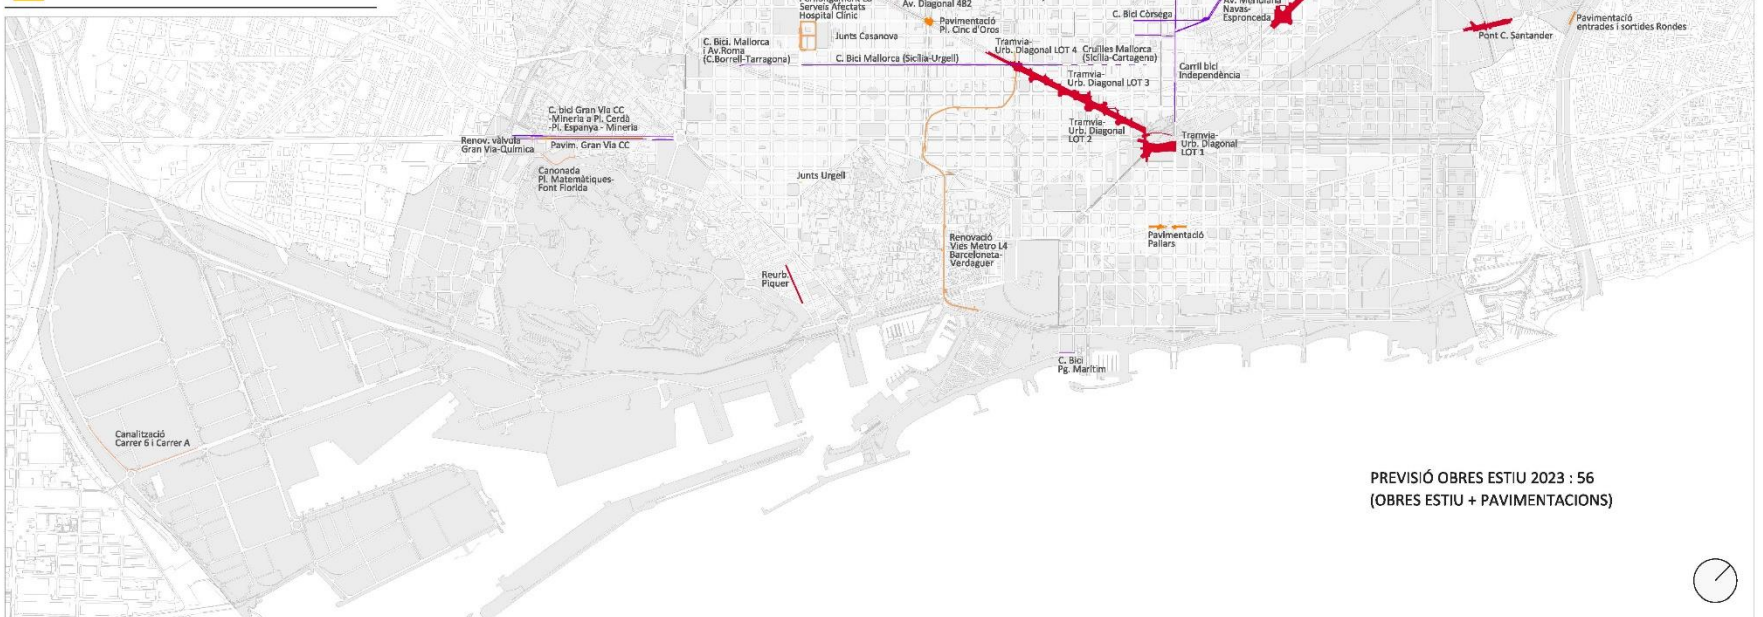 Serveis Afectats
Hospital Clínic
Av. Diagonal 482
Pavimentació
Pl. Cinc d'Oros
C. Bici Còrsega
Av. Meridiana
Navas-
Espronceda
Pont C. Santander
Pavimentació
entrades i sortides Rondes
C. Bici. Mallorca
i Av.Roma
(C.Borrell-Tarragona)
Junts Casanova
C. Bici Mallorca (Sicília-Urgell)
Tramvia-
Urb. Diagonal LOT 4
Cruïlles Mallorca
(Sicília-Cartagena)
Tramvia-
Urb. Diagonal LOT 3
Carril bici
Independència
C. bici Gran Via CC
-Mineria a Pl. Cerdà
-Pl. Espanya - Mineria
Renov. vàlvula
Gran Via-Química
Pavim. Gran Via CC
Tramvia-
Urb. Diagonal
LOT 2
Tramvia-
Urb. Diagonal
LOT 1
Canonada
Pl. Matemàtiques-
Font Florida
Junts Urgell
Renovació
Vies Metro L4
Barceloneta-
Verdaguer
Pavimentació
Pallars
Reurb.
Piquer
C. Bici
Pg. Marítim
Canalització
Carrer 6 i Carrer A
PREVISIÓ OBRES ESTIU 2023 : 56
(OBRES ESTIU + PAVIMENTACIONS)